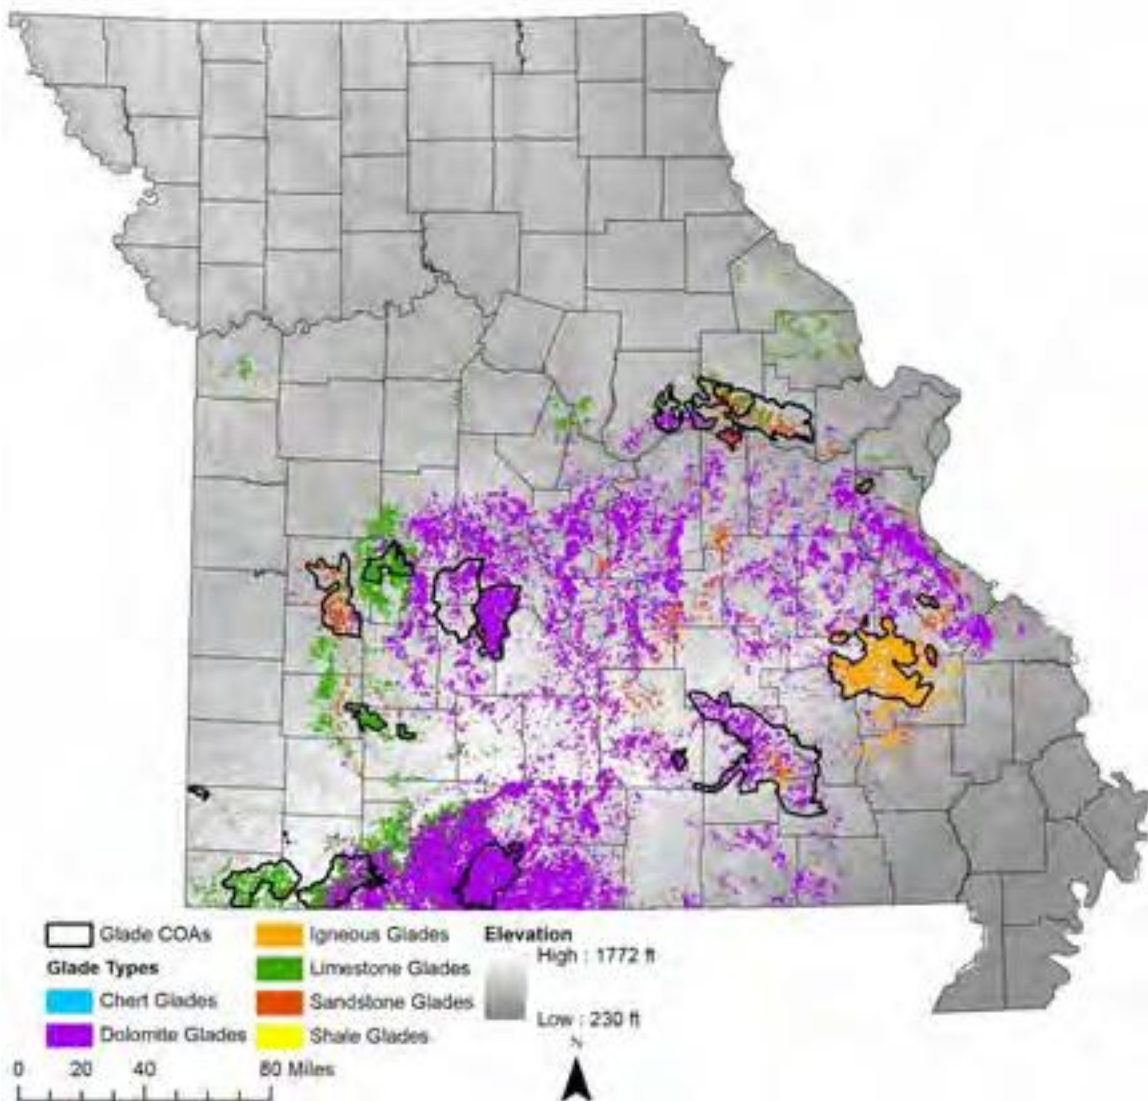 Glade COAs
Glade Types
Chert Glades
Dolomite Glades
Igneous Glades
Limestone Glades
Sandstone Glades
Shale Glades
Elevation
High : 1772 ft
Low : 230 ft
N
0 20 40 80 Miles